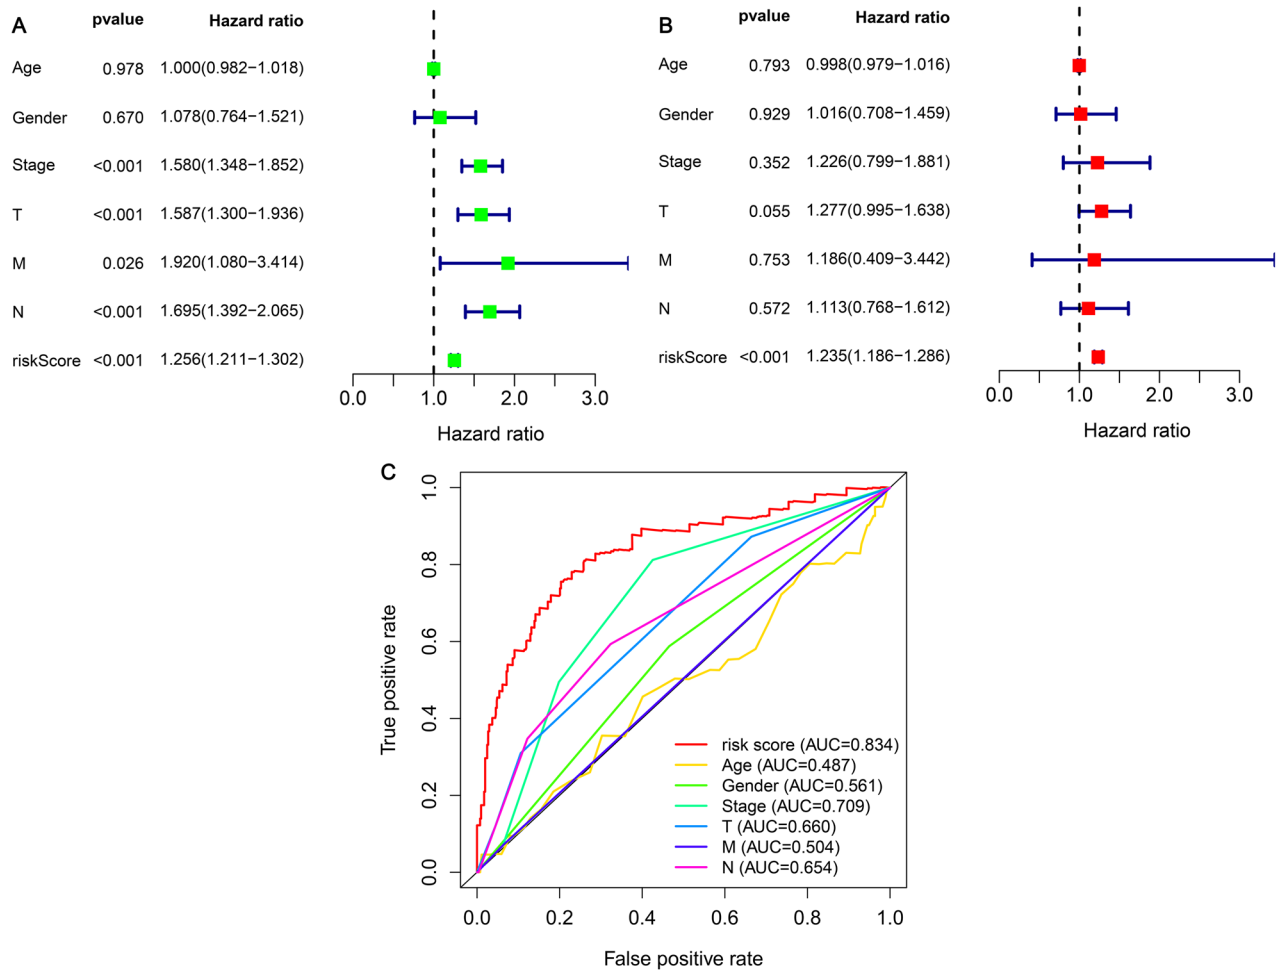 A
pvalue Hazard ratio
Age 0.978 1.000(0.982−1.018)
Gender 0.670 1.078(0.764−1.521)
Stage <0.001 1.580(1.348−1.852)
T <0.001 1.587(1.300−1.936)
M 0.026 1.920(1.080−3.414)
N <0.001 1.695(1.392−2.065)
riskScore <0.001 1.256(1.211−1.302)
0.0 1.0 2.0 3.0
Hazard ratio
B
pvalue Hazard ratio
Age 0.793 0.998(0.979−1.016)
Gender 0.929 1.016(0.708−1.459)
Stage 0.352 1.226(0.799−1.881)
T 0.055 1.277(0.995−1.638)
M 0.753 1.186(0.409−3.442)
N 0.572 1.113(0.768−1.612)
riskScore <0.001 1.235(1.186−1.286)
0.0 1.0 2.0 3.0
Hazard ratio
C
True positive rate
1.0
0.8
0.6
0.4
0.2
0.0
risk score (AUC=0.834)
Age (AUC=0.487)
Gender (AUC=0.561)
Stage (AUC=0.709)
T (AUC=0.660)
M (AUC=0.504)
N (AUC=0.654)
0.0 0.2 0.4 0.6 0.8 1.0
False positive rate